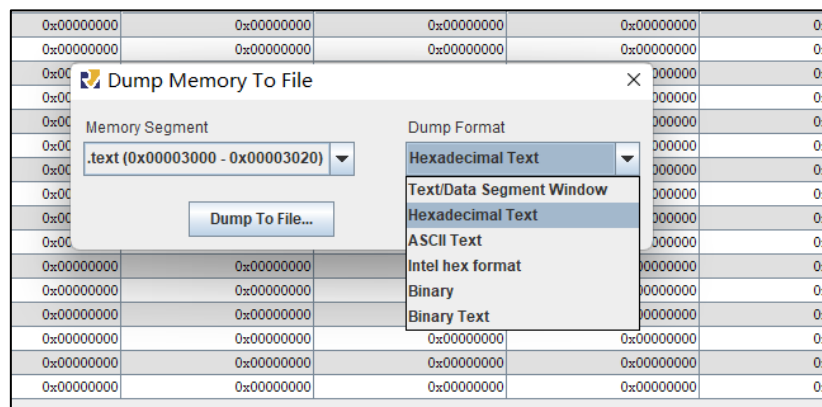 0x00000000 0x00000000 0x00000000 0x00000000
0x00000000 0x00000000 0x00000000 0x00000000
Dump Memory To File
Memory Segment Dump Format
.text (0x00003000 - 0x00003020) Hexadecimal Text
Text/Data Segment Window
Dump To File... Hexadecimal Text
ASCII Text
0x00000000 0x00000000 Intel hex format
0x00000000 0x00000000 Binary
0x00000000 0x00000000 Binary Text
0x00000000 0x00000000 0x00000000 0x00000000
0x00000000 0x00000000 0x00000000 0x00000000
0x00000000 0x00000000 0x00000000 0x00000000